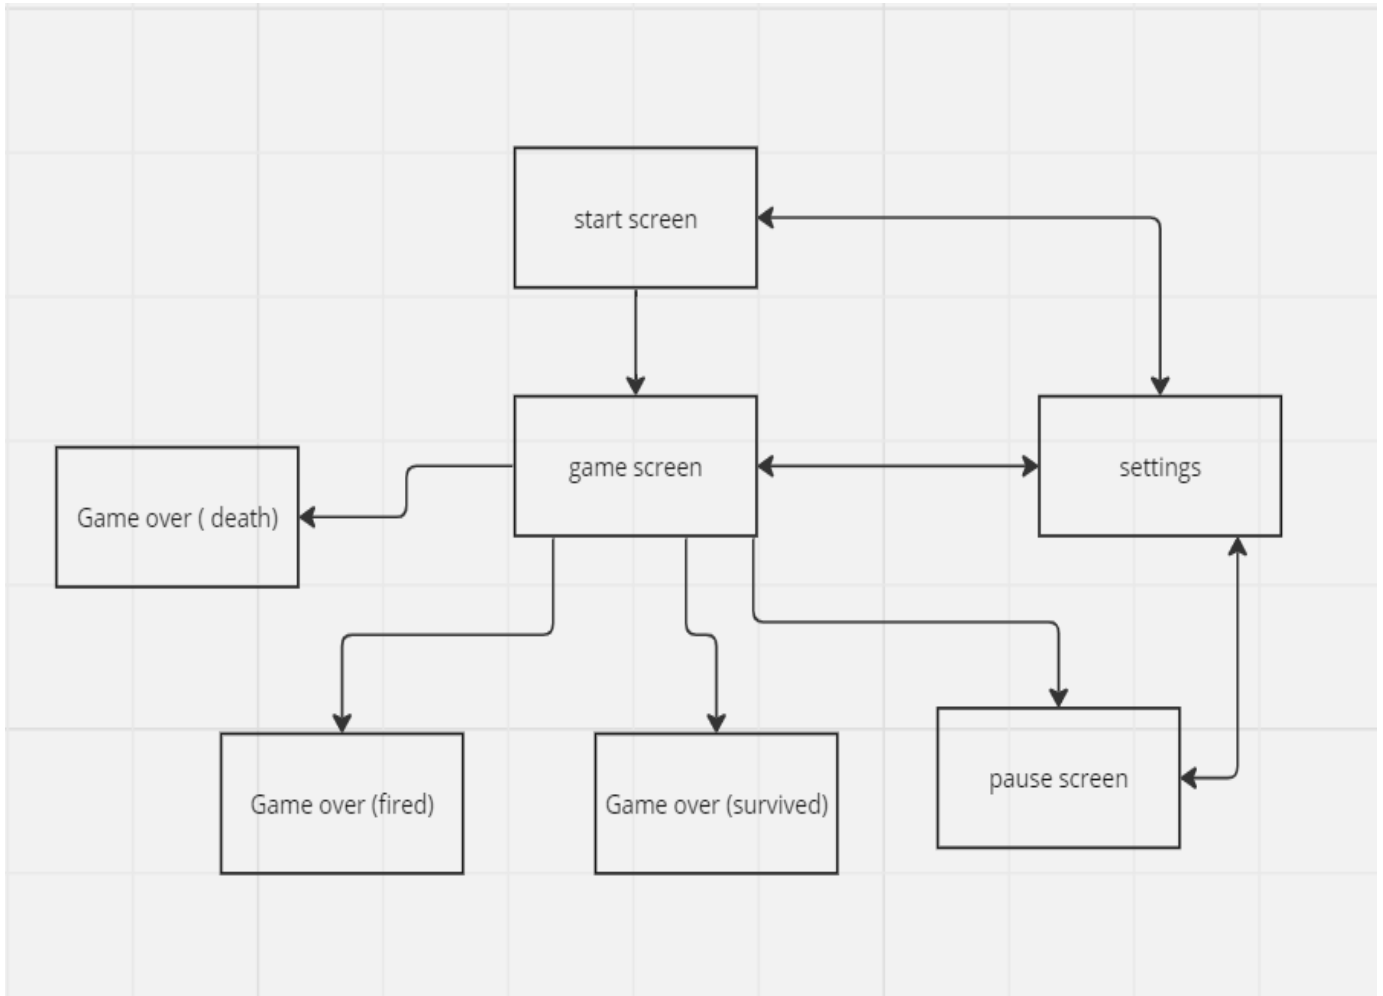 start screen
game screen
settings
Game over ( death)
pause screen
Game over (fired)
Game over (survived)